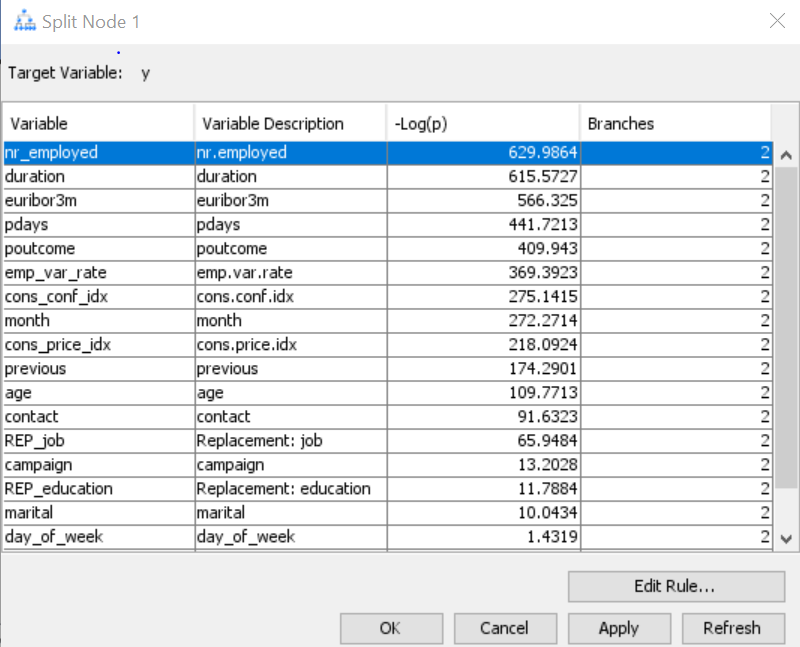 Split Node 1
Target Variable: y
Variable Variable Description -Log(p) Branches
nr_employed nr.employed 629.9864 2
duration duration 615.5727 2
euribor3m euribor3m 566.325 2
pdays pdays 441.7213 2
poutcome poutcome 409.943 2
emp_var_rate emp.var.rate 369.3923 2
cons_conf_idx cons.conf.idx 275.1415 2
month month 272.2714 2
cons_price_idx cons.price.idx 218.0924 2
previous previous 174.2901 2
age age 109.7713 2
contact contact 91.6323 2
REP_job Replacement: job 65.9484 2
campaign campaign 13.2028 2
REP_education Replacement: education 11.7884 2
marital marital 10.0434 2
day_of_week day_of_week 1.4319 2
Edit Rule...
OK Cancel Apply Refresh